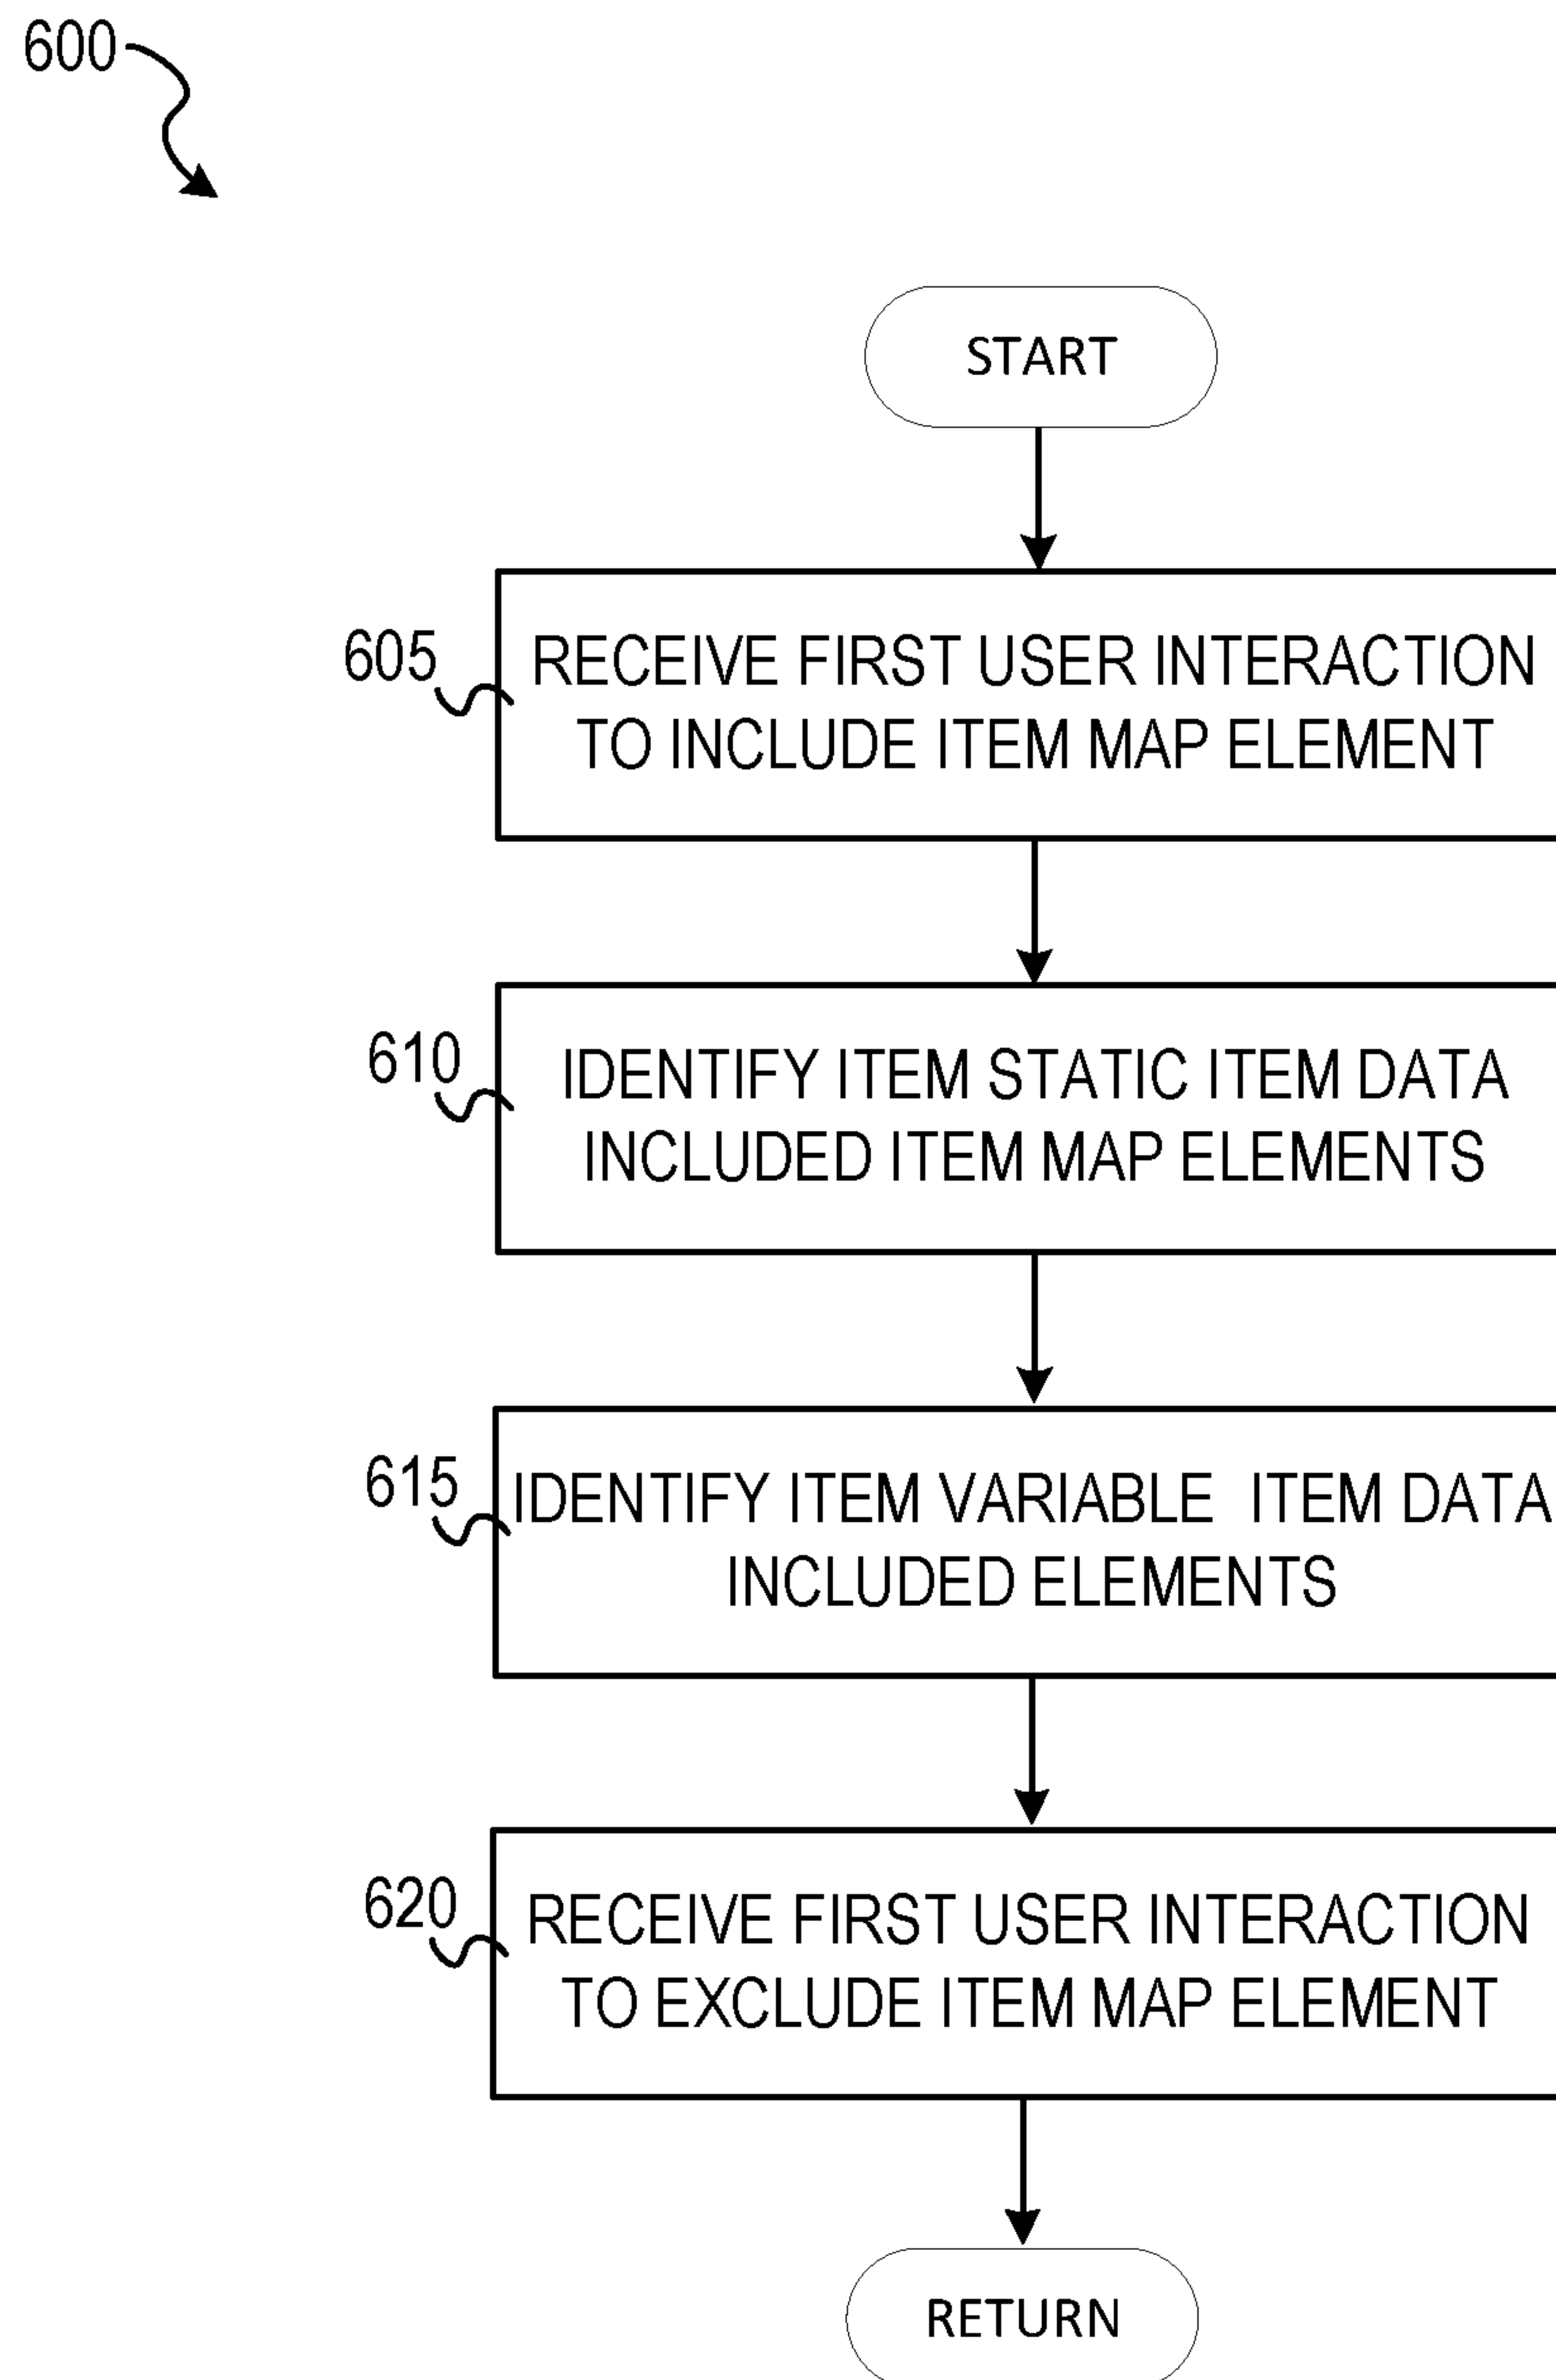 600
START
605
RECEIVE FIRST USER INTERACTION
TO INCLUDE ITEM MAP ELEMENT
610
IDENTIFY ITEM STATIC ITEM DATA
INCLUDED ITEM MAP ELEMENTS
615
IDENTIFY ITEM VARIABLE ITEM DATA
INCLUDED ELEMENTS
620
RECEIVE FIRST USER INTERACTION
TO EXCLUDE ITEM MAP ELEMENT
RETURN